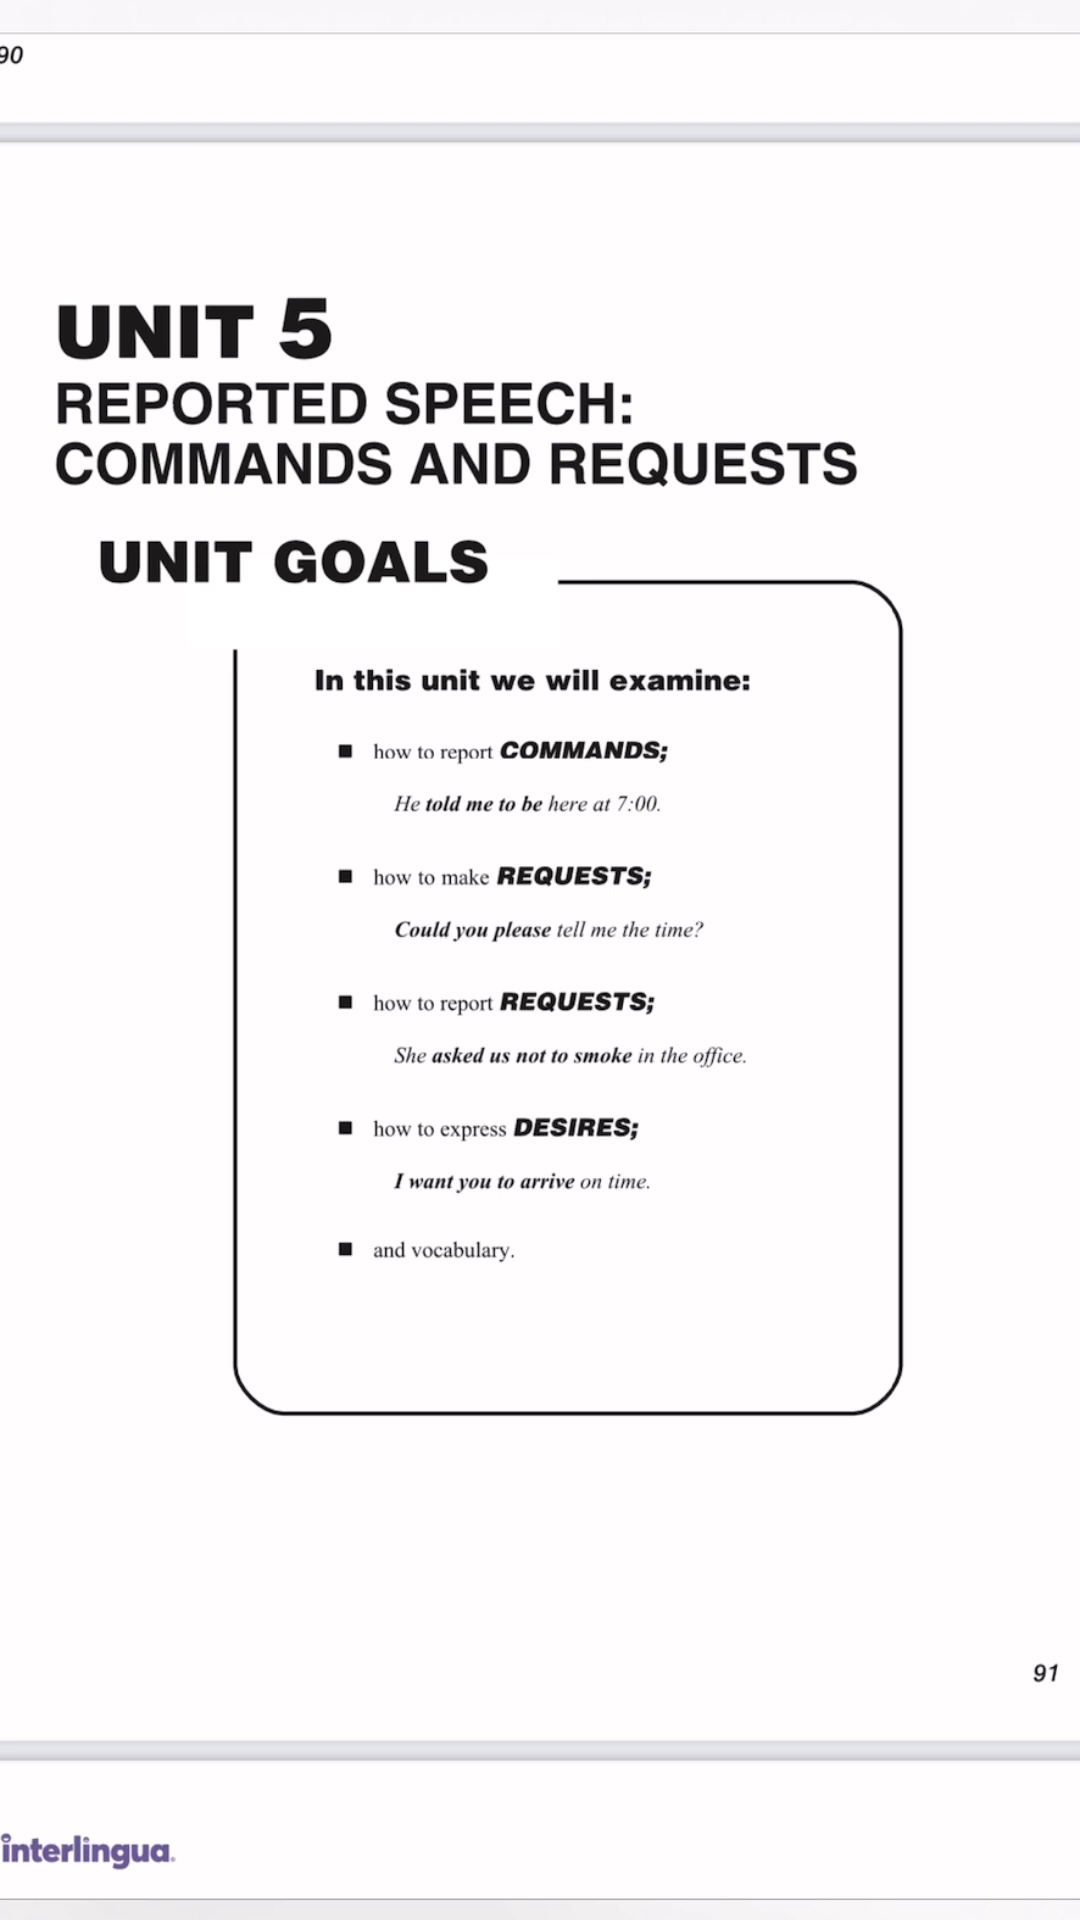 90
UNIT 5
REPORTED SPEECH:
COMMANDS AND REQUESTS
UNIT GOALS
In this unit we will examine:
■ how to report COMMANDS;
He told me to be here at 7:00.
■ how to make REQUESTS;
Could you please tell me the time?
■ how to report REQUESTS;
She asked us not to smoke in the office.
■ how to express DESIRES;
I want you to arrive on time.
■ and vocabulary.
91
interlingua.